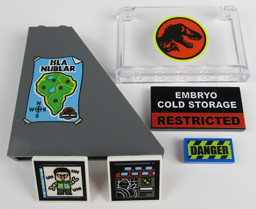 ISLA
NUBLAR
N
W E
S
EMBRYO
COLD STORAGE
RESTRICTED
DANGER